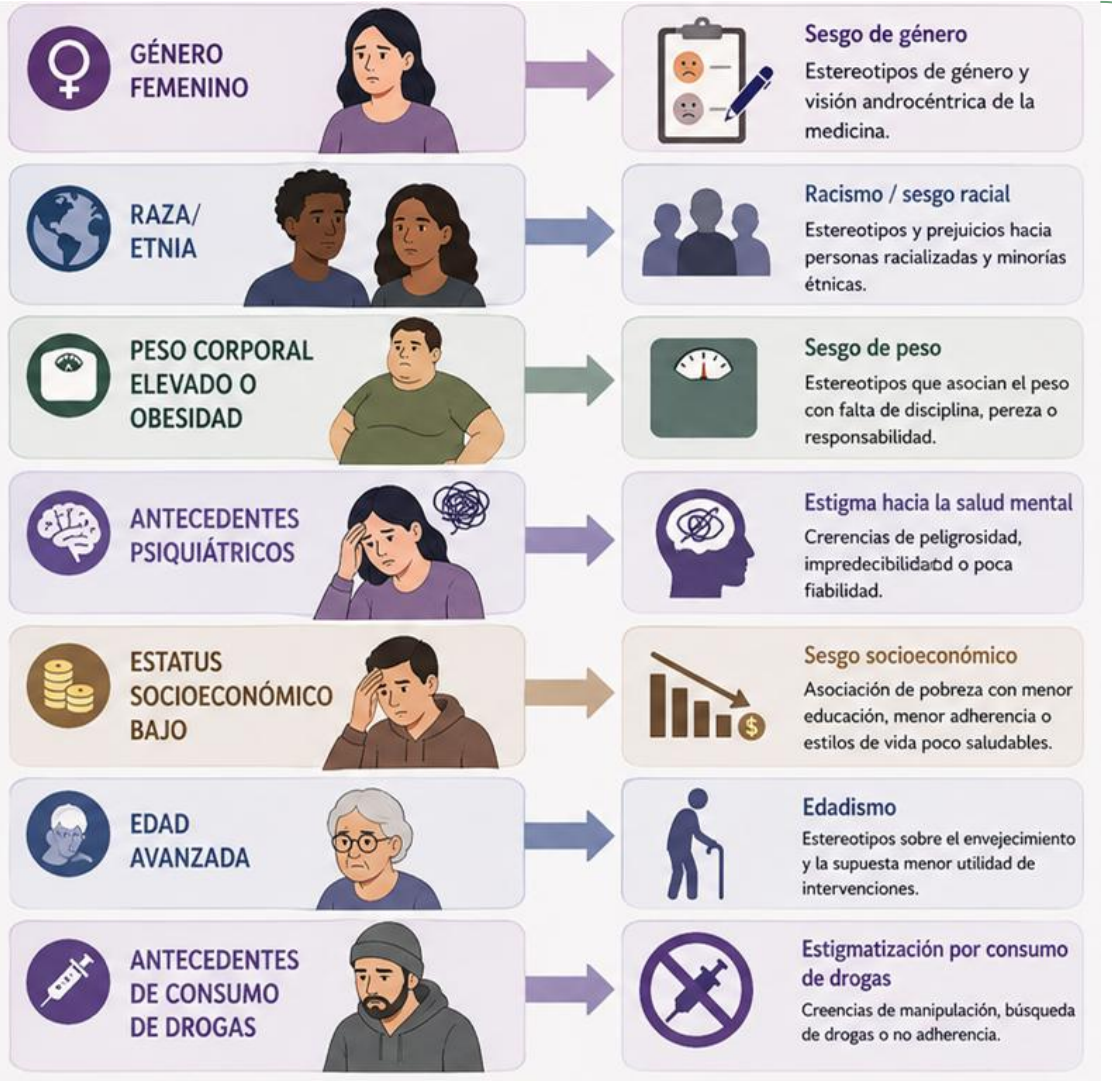 GÉNERO
FEMENINO
Sesgo de género
Estereotipos de género y
visión androcéntrica de la
medicina.
RAZA/
ETNIA
Racismo / sesgo racial
Estereotipos y prejuicios hacia
personas racializadas y minorías
étnicas.
PESO CORPORAL
ELEVADO O
OBESIDAD
Sesgo de peso
Estereotipos que asocian el peso
con falta de disciplina, pereza o
responsabilidad.
ANTECEDENTES
PSIQUIÁTRICOS
Estigma hacia la salud mental
Crerencias de peligrosidad,
o poca
fiabilidad.
ESTATUS
SOCIOECONÓMICO
BAJO
Sesgo socioeconómico
Asociación de pobreza con menor
educación, menor adherencia o
estilos de vida poco saludables.
$
EDAD
AVANZADA
Edadismo
Estereotipos sobre el envejecimiento
y la supuesta menor utilidad de
intervenciones.
ANTECEDENTES
DE CONSUMO
DE DROGAS
Estigmatización por consumo
de drogas
Creencias de manipulación, búsqueda
de drogas o no adherencia.